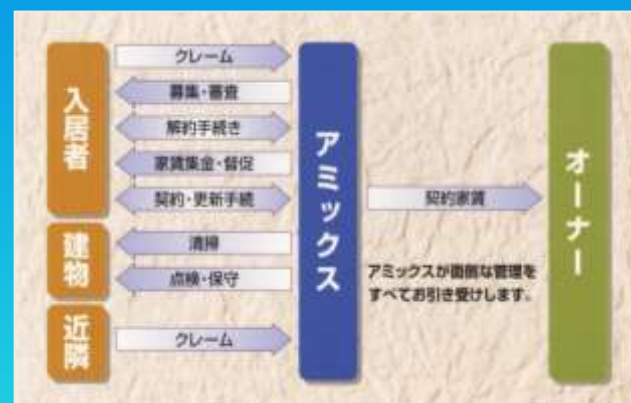 入居者
クレーム
募集・審査
解約手続き
家賃集金・督促
契約・更新手続
建物
清掃
点検・保守
近隣
クレーム
アミックス
契約家賃
アミックスが面倒な管理を
すべてお引き受けします。
オーナー